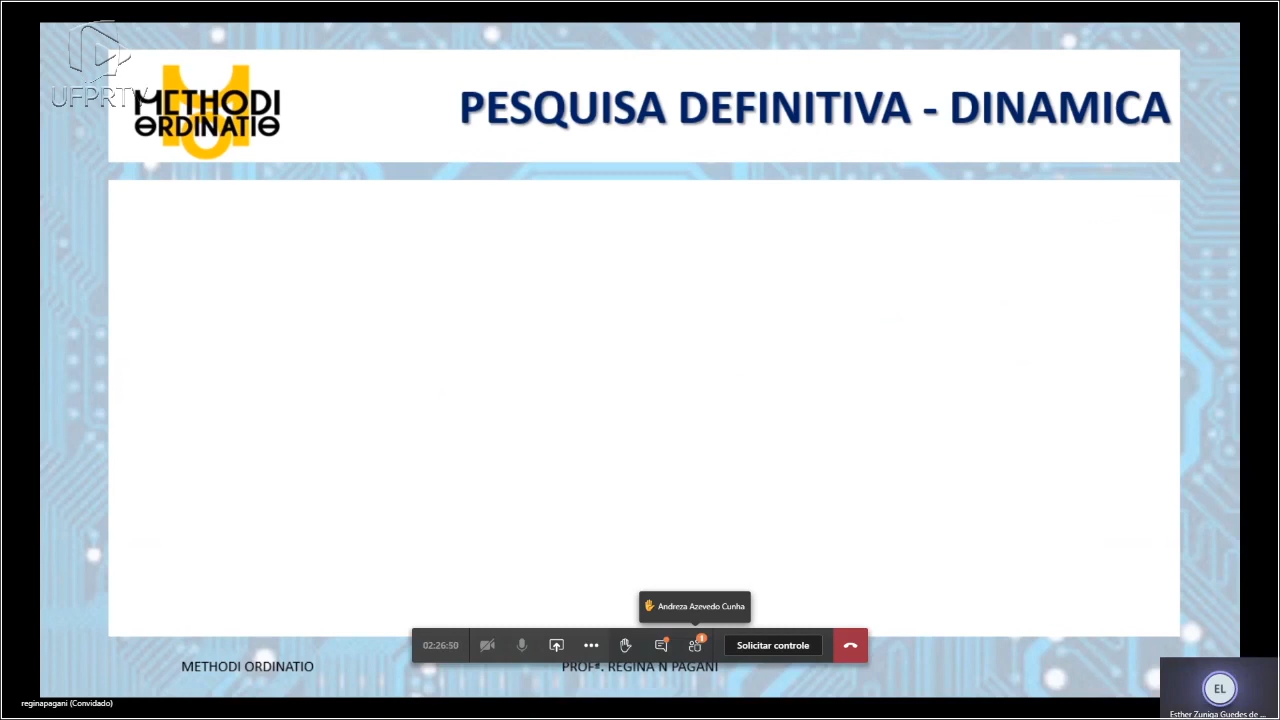 UFPRTV
METHODI
ORDINATIO
PESQUISA DEFINITIVA - DINAMICA
Andreza Azevedo Cunha
02:26:50
1
Solicitar controle
METHODI ORDINATIO
PROFª. REGINA N PAGANI
EL
reginapagani (Convidado)
Esther Zuniga Guedes de ...